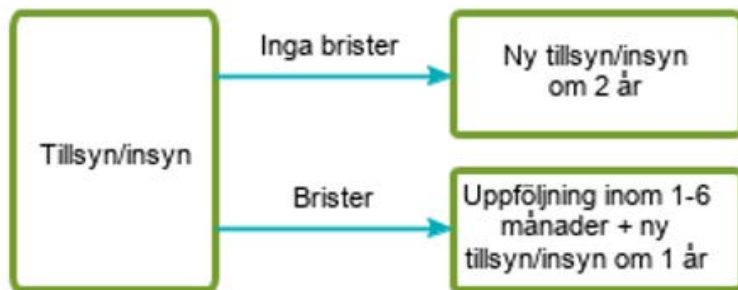 Tillsyn/insyn
Inga brister
Ny tillsyn/insyn
om 2 år
Brister
Uppföljning inom 1-6
månader + ny
tillsyn/insyn om 1 år